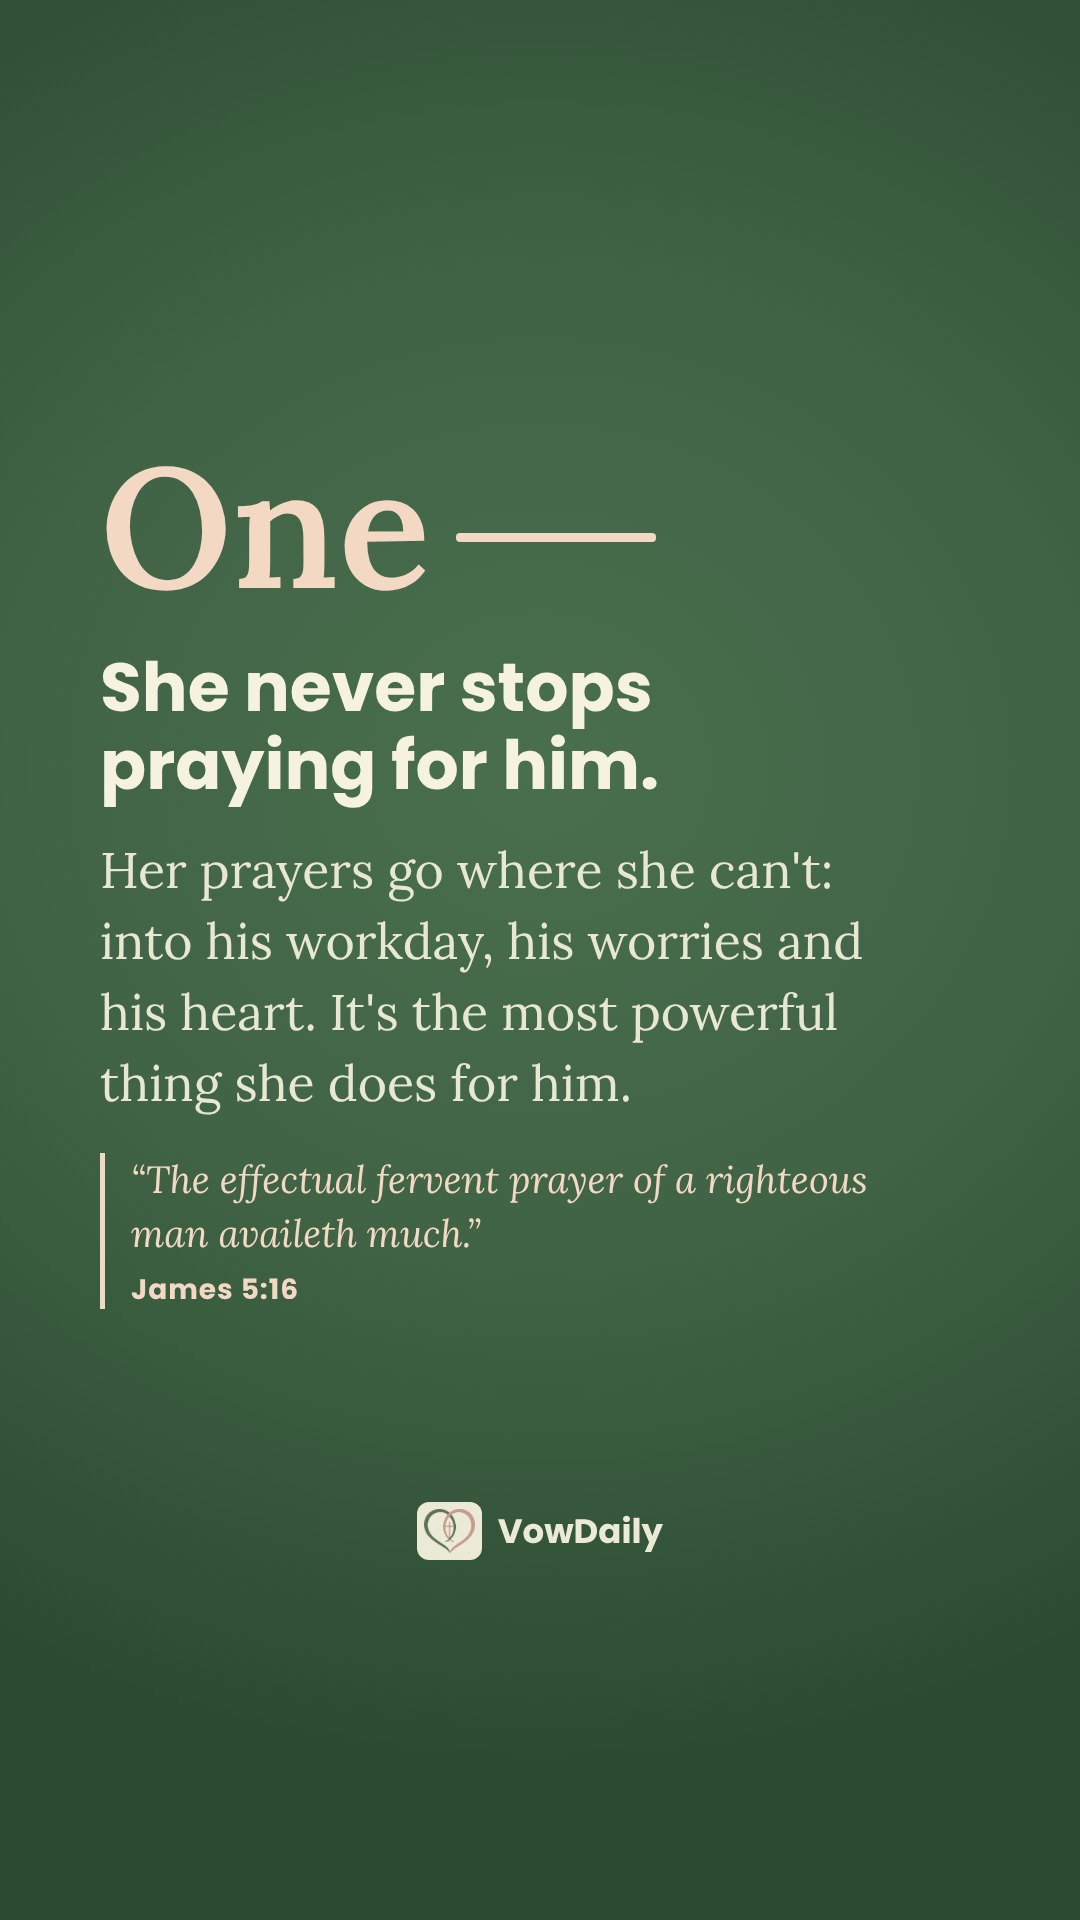 One
She never stops
praying for him.
Her prayers go where she can't:
into his workday, his worries and
his heart. It's the most powerful
thing she does for him.
“The effectual fervent prayer of a righteous
man availeth much.”
James 5:16
VowDaily